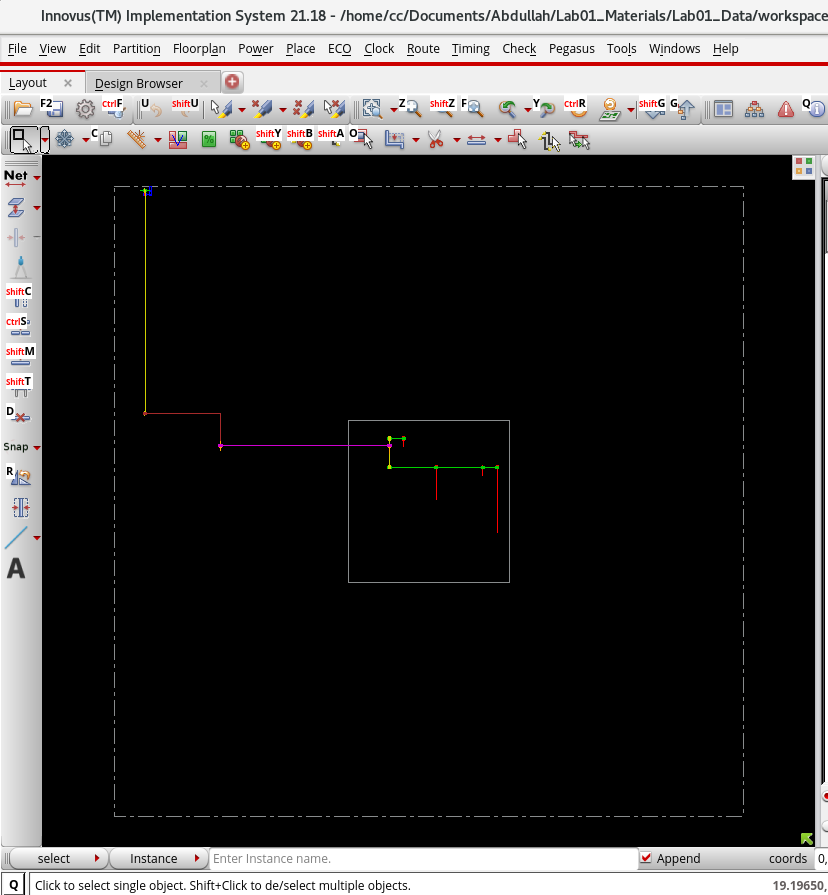 Innovus(TM) Implementation System 21.18 - /home/cc/Documents/Abdullah/Lab01_Materials/Lab01_Data/workspace
File View Edit Partition Floorplan Power Place ECO Clock Route Timing Check Pegasus Tools Windows Help
Layout Design Browser
F2 CtrlF U ShiftU Z ShiftZ F Y CtrlR ShiftG G Q
C ShiftY ShiftB ShiftA O
Net
ShiftC
CtrlS
ShiftM
ShiftT
D
Snap
R
A
select Instance Enter Instance name. Append coords 0,
Q Click to select single object. Shift+Click to de/select multiple objects. 19.19650,